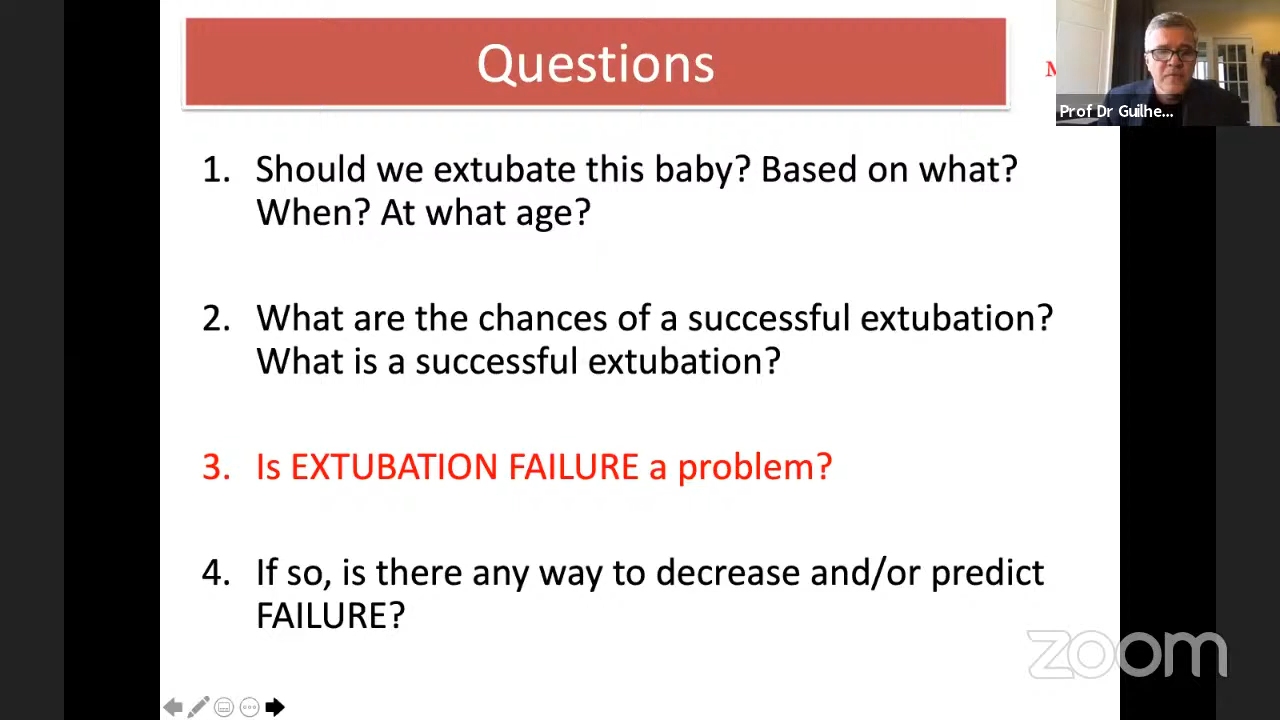 Questions
M
Prof Dr Guilhe...
1. Should we extubate this baby? Based on what?
When? At what age?
2. What are the chances of a successful extubation?
What is a successful extubation?
3. Is EXTUBATION FAILURE a problem?
4. If so, is there any way to decrease and/or predict
FAILURE?
zoom